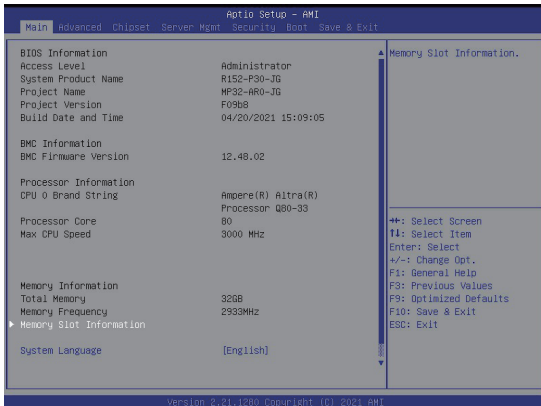 Aptio Setup - AMI
Main Advanced Chipset Server Mgmt Security Boot Save & Exit
BIOS Information
Access Level Administrator
System Product Name R152-P30-JG
Project Name MP32-AR0-JG
Project Version F09b8
Build Date and Time 04/20/2021 15:09:05
BMC Information
BMC Firmware Version 12.48.02
Processor Information
CPU 0 Brand String Ampere(R) Altra(R)
Processor Q80-33
Processor Core 80
Max CPU Speed 3000 MHz
Memory Information
Total Memory 32GB
Memory Frequency 2933MHz
Memory Slot Information
System Language [English]
Memory Slot Information.
→←: Select Screen
↑↓: Select Item
Enter: Select
+/-: Change Opt.
F1: General Help
F3: Previous Values
F9: Optimized Defaults
F10: Save & Exit
ESC: Exit
Version 2.21.1280 Copyright (C) 2021 AMI